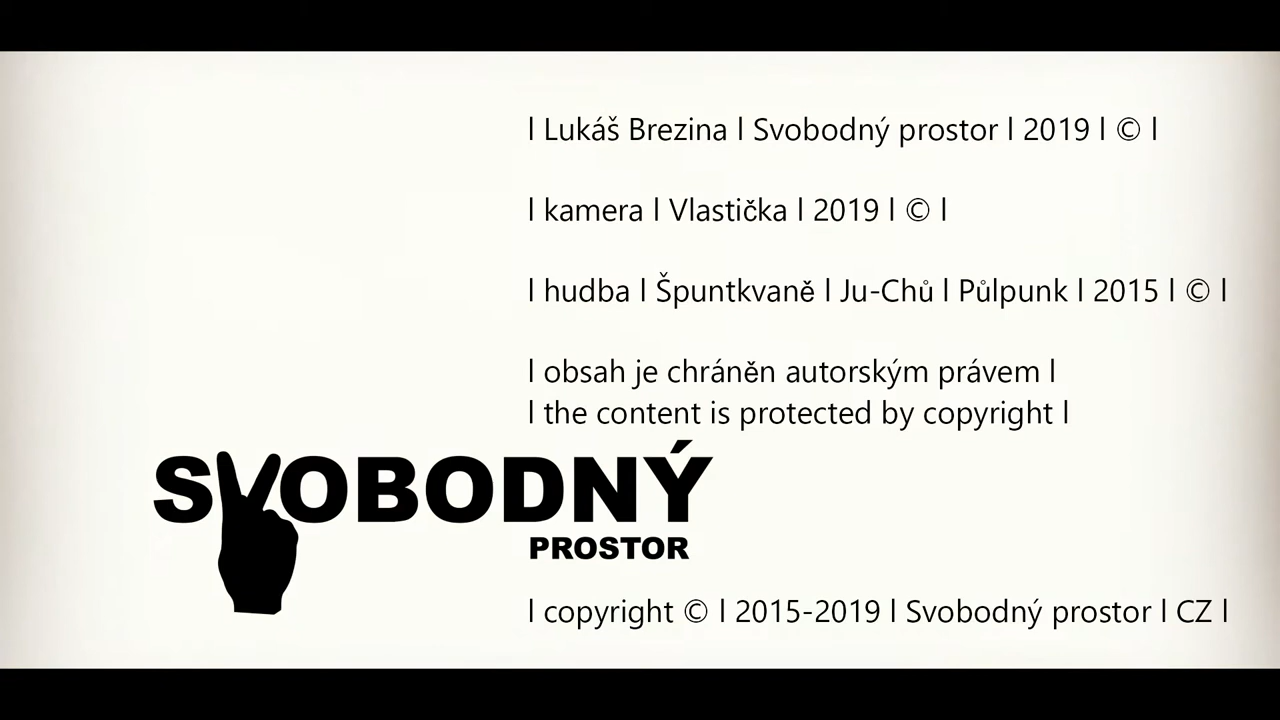 l Lukáš Brezina l Svobodný prostor l 2019 l © l
l kamera l Vlastička l 2019 l © l
l hudba l Špuntkvaně l Ju-Chů l Půlpunk l 2015 l © l
l obsah je chráněn autorským právem l
l the content is protected by copyright l
SVOBODNÝ
PROSTOR
l copyright © l 2015-2019 l Svobodný prostor l CZ l